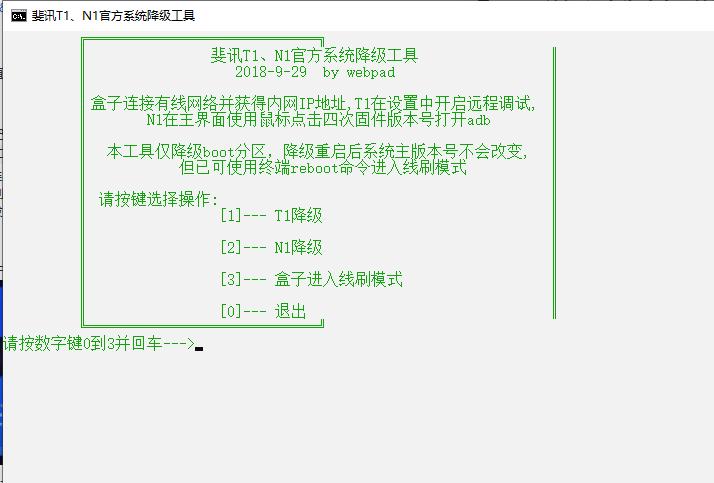 斐讯T1、N1官方系统降级工具
斐讯T1、N1官方系统降级工具
2018-9-29 by webpad
盒子连接有线网络并获得内网IP地址,T1在设置中开启远程调试,
N1在主界面使用鼠标点击四次固件版本号打开adb
本工具仅降级boot分区, 降级重启后系统主版本号不会改变,
但已可使用终端reboot命令进入线刷模式
请按键选择操作:
[1]--- T1降级
[2]--- N1降级
[3]--- 盒子进入线刷模式
[0]--- 退出
请按数字键0到3并回车--->